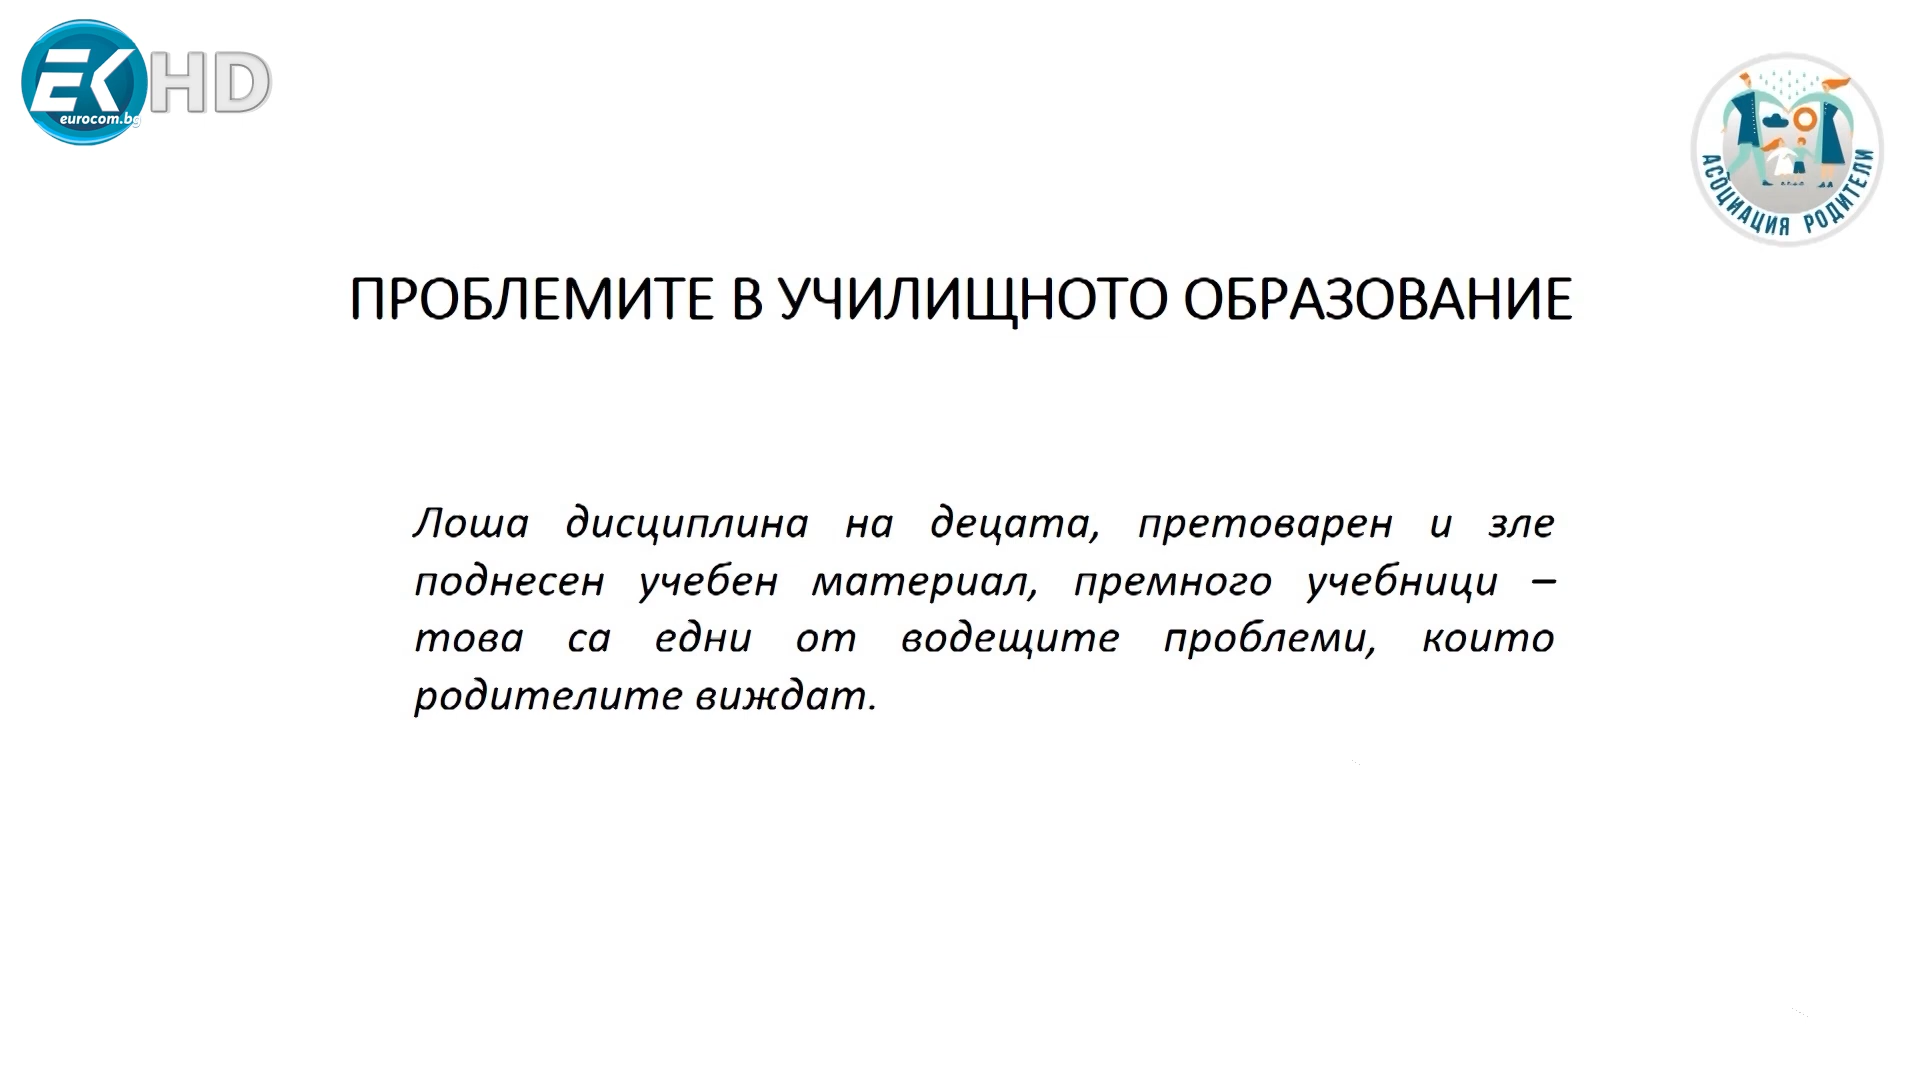 EK HD
eurocom.bg
АСОЦИАЦИЯ РОДИТЕЛИ
ПРОБЛЕМИТЕ В УЧИЛИЩНОТО ОБРАЗОВАНИЕ
Лоша дисциплина на децата, претоварен и зле
поднесен учебен материал, премного учебници –
това са едни от водещите проблеми, които
родителите виждат.